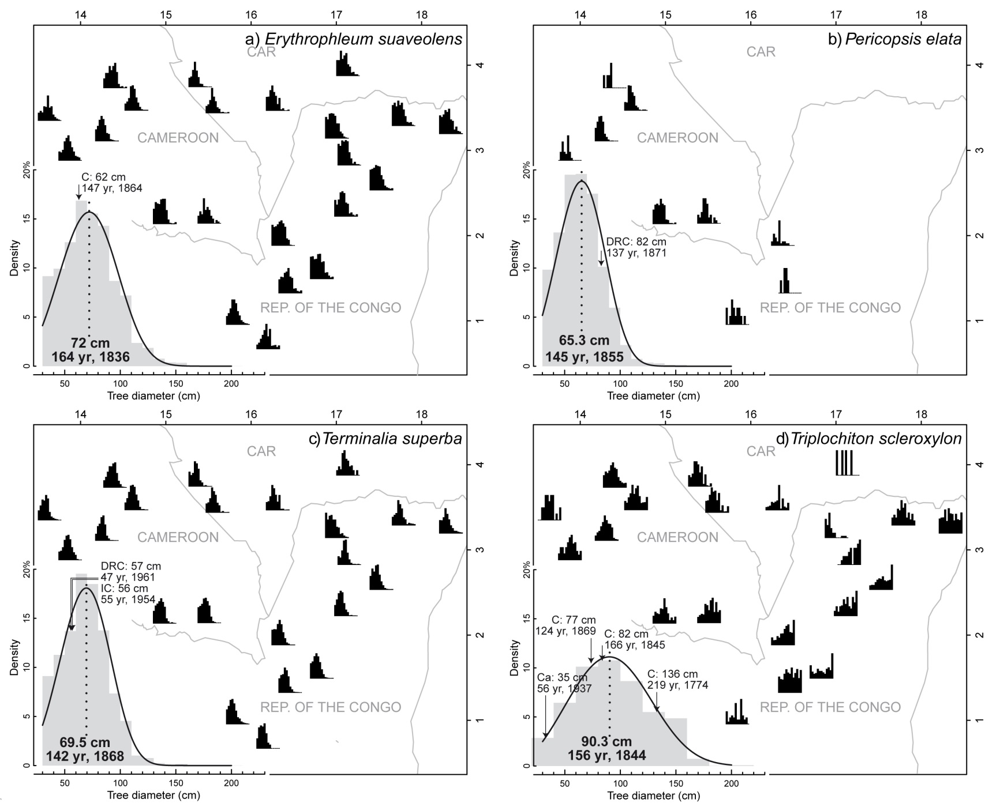 14 15 16 17 18
a) Erythrophleum suaveolens
CAR
4
CAMEROON
3
20%
C: 62 cm
147 yr, 1864
15
2
Density
10
REP. OF THE CONGO
5
1
72 cm
164 yr, 1836
0
50 100 150 200
Tree diameter (cm)
14 15 16 17 18
b) Pericopsis elata
CAR
4
CAMEROON
3
20%
15
DRC: 82 cm
137 yr, 1871
2
Density
10
REP. OF THE CONGO
5
1
65.3 cm
145 yr, 1855
0
50 100 150 200
Tree diameter (cm)
14 15 16 17 18
c) Terminalia superba
CAR
4
CAMEROON
3
20%
DRC: 57 cm
47 yr, 1961
IC: 56 cm
55 yr, 1954
15
2
Density
10
REP. OF THE CONGO
5
1
69.5 cm
142 yr, 1868
0
50 100 150 200
Tree diameter (cm)
14 15 16 17 18
d) Triplochiton scleroxylon
CAR
4
CAMEROON
3
20%
15
C: 77 cm
124 yr, 1869
C: 82 cm
166 yr, 1845
2
Density
10
Ca: 35 cm
56 yr, 1937
C: 136 cm
219 yr, 1774
REP. OF THE CONGO
5
1
90.3 cm
156 yr, 1844
0
50 100 150 200
Tree diameter (cm)